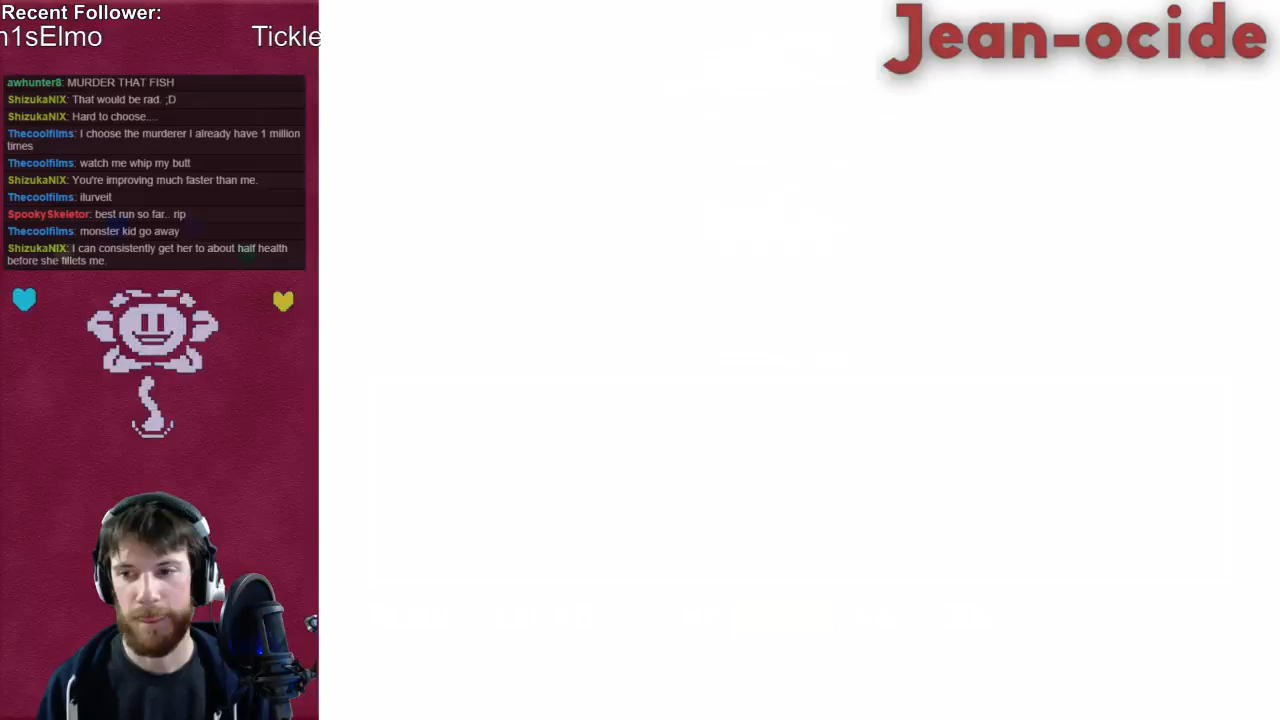 Recent Follower:
n1sElmo Tickle
Jean-ocide
awhunter8: MURDER THAT FISH
ShizukaNIX: That would be rad. ;D
ShizukaNIX: Hard to choose....
Thecoolfilms: I choose the murderer I already have 1 million
times
Thecoolfilms: watch me whip my butt
ShizukaNIX: You're improving much faster than me.
Thecoolfilms: ilurveit
SpookySkeletor: best run so far.. rip
Thecoolfilms: monster kid go away
ShizukaNIX: I can consistently get her to about half health
before she fillets me.